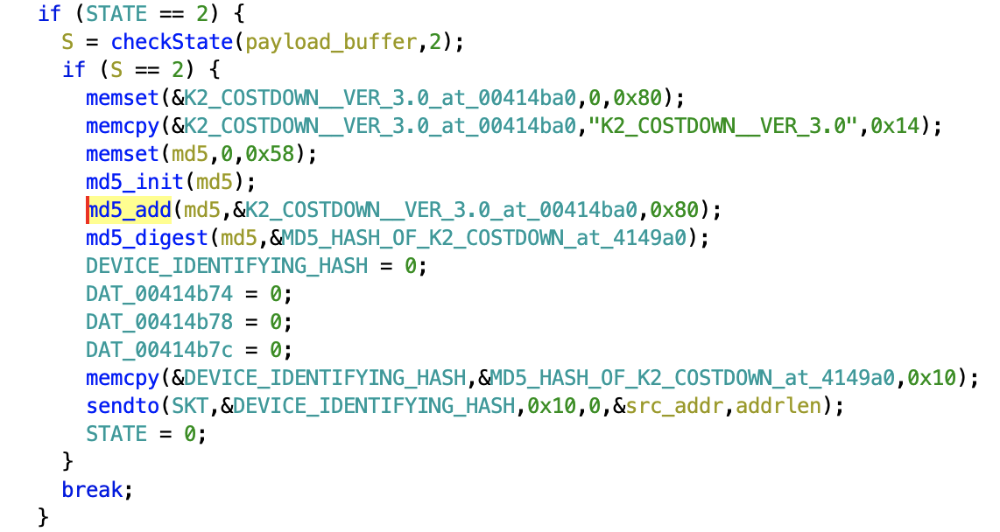 if (STATE == 2) {
S = checkState(payload_buffer,2);
if (S == 2) {
memset(&K2_COSTDOWN__VER_3.0_at_00414ba0,0,0x80);
memcpy(&K2_COSTDOWN__VER_3.0_at_00414ba0,"K2_COSTDOWN__VER_3.0",0x14);
memset(md5,0,0x58);
md5_init(md5);
md5_add(md5,&K2_COSTDOWN__VER_3.0_at_00414ba0,0x80);
md5_digest(md5,&MD5_HASH_OF_K2_COSTDOWN_at_4149a0);
DEVICE_IDENTIFYING_HASH = 0;
DAT_00414b74 = 0;
DAT_00414b78 = 0;
DAT_00414b7c = 0;
memcpy(&DEVICE_IDENTIFYING_HASH,&MD5_HASH_OF_K2_COSTDOWN_at_4149a0,0x10);
sendto(SKT,&DEVICE_IDENTIFYING_HASH,0x10,0,&src_addr,addrlen);
STATE = 0;
}
break;
}